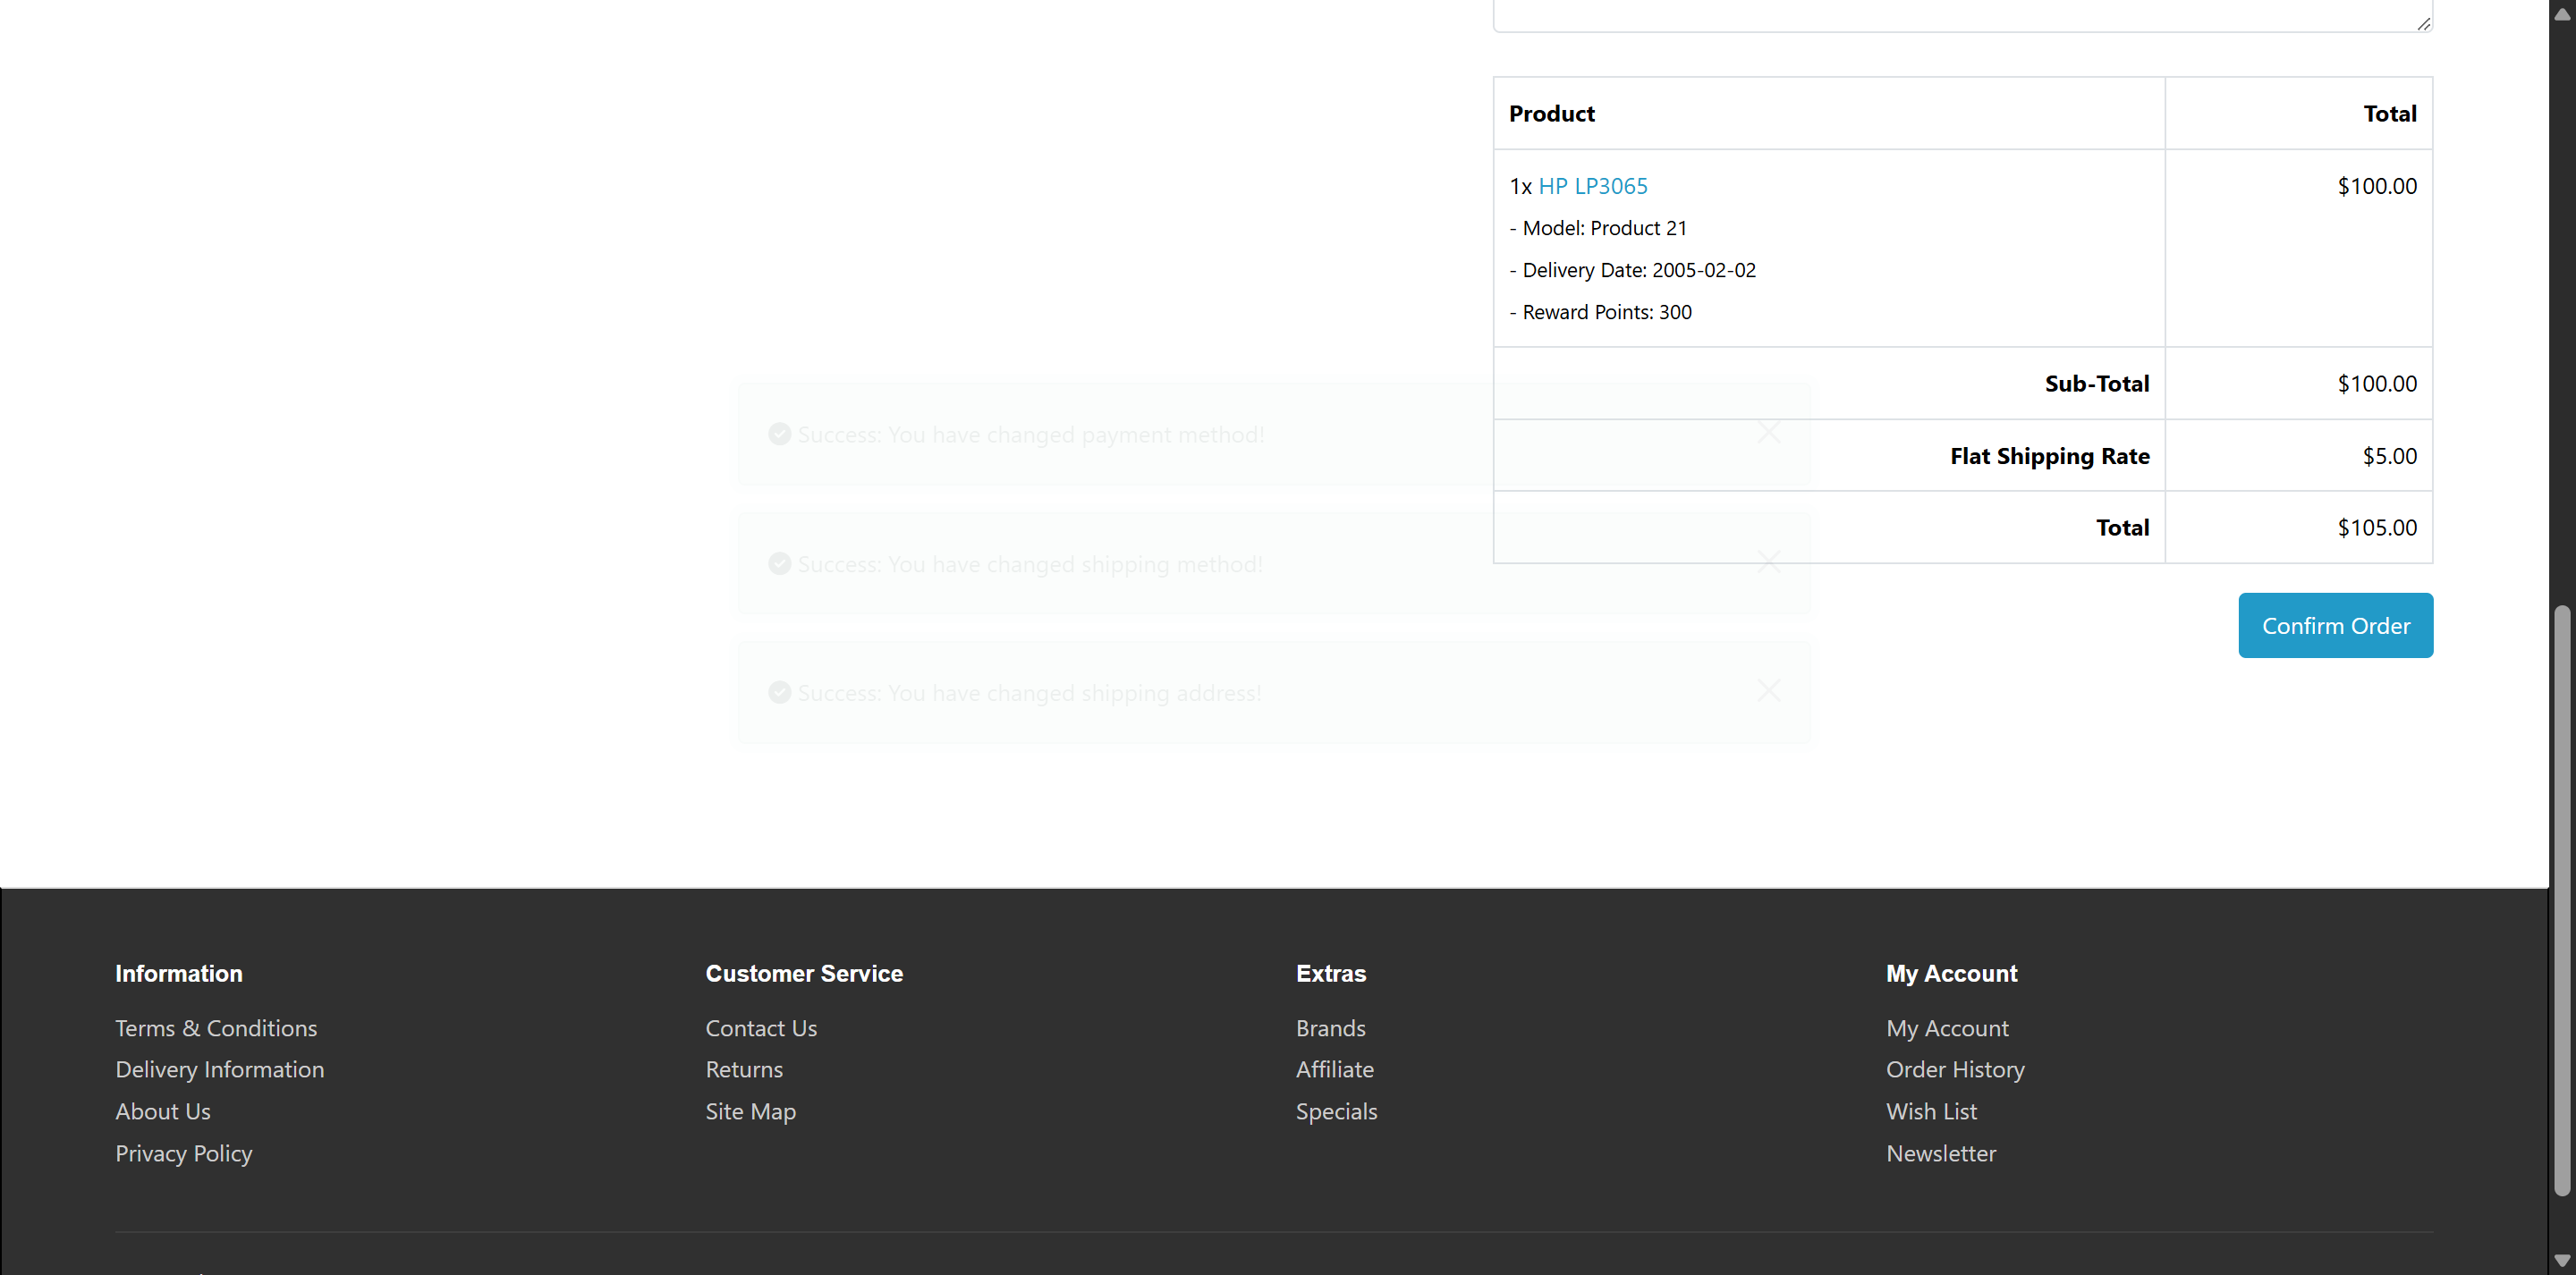 Product Total
1x HP LP3065 $100.00
- Model: Product 21
- Delivery Date: 2005-02-02
- Reward Points: 300
Sub-Total $100.00
Flat Shipping Rate $5.00
Total $105.00
Success: You have changed payment method!
Success: You have changed shipping method!
Success: You have changed shipping address!
Confirm Order
Information
Terms & Conditions
Delivery Information
About Us
Privacy Policy
Customer Service
Contact Us
Returns
Site Map
Extras
Brands
Affiliate
Specials
My Account
My Account
Order History
Wish List
Newsletter